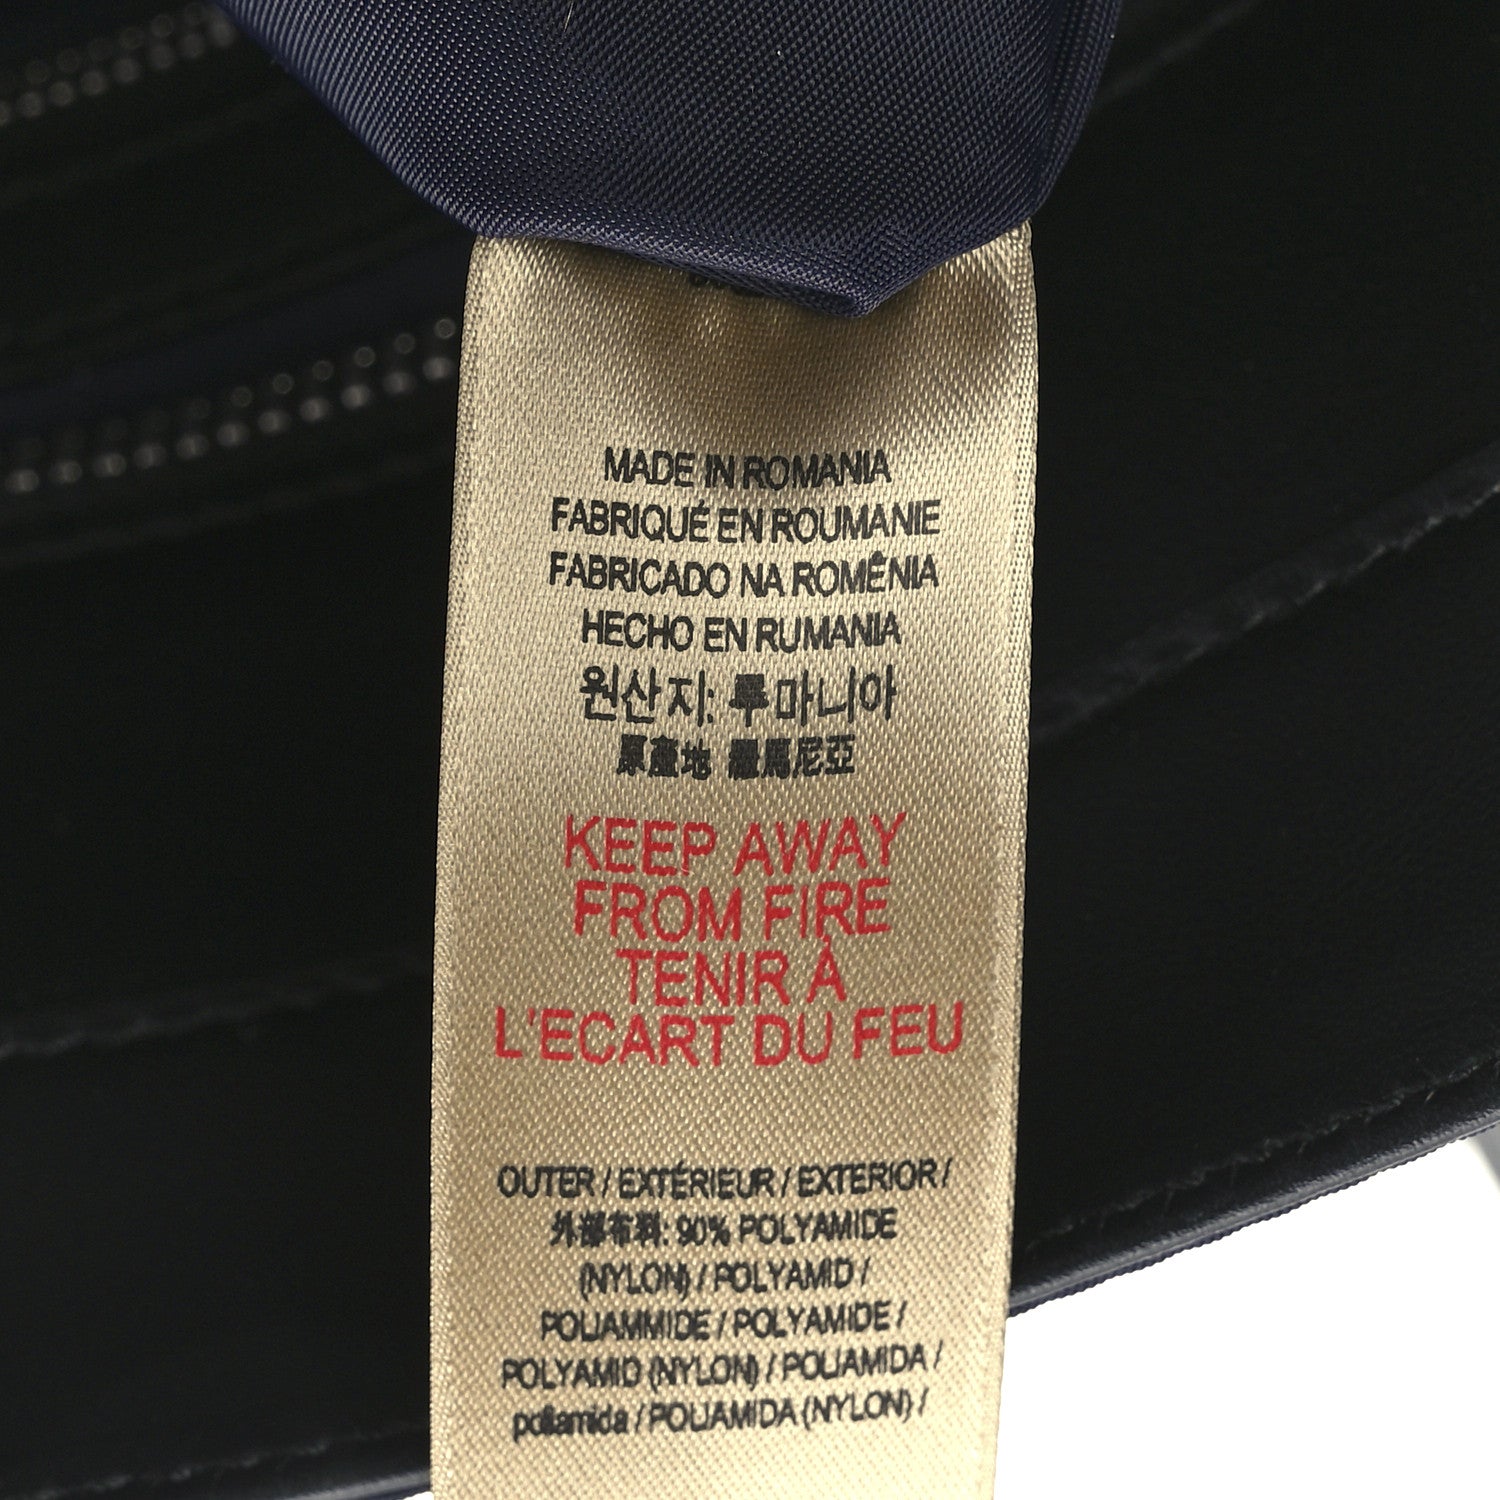 MADE IN ROMANIA
FABRIQUÉ EN ROUMANIE
FABRICADO NA ROMÊNIA
HECHO EN RUMANIA
원산지: 루마니아
原產地 羅馬尼亞
KEEP AWAY
FROM FIRE
TENIR À
L'ECART DU FEU
OUTER / EXTÉRIEUR / EXTERIOR /
外部布料: 90% POLYAMIDE
(NYLON) / POLYAMID /
POLIAMMIDE / POLYAMIDE /
POLYAMID (NYLON) / POLIAMIDA /
poliamida / POLIAMIDA (NYLON) /